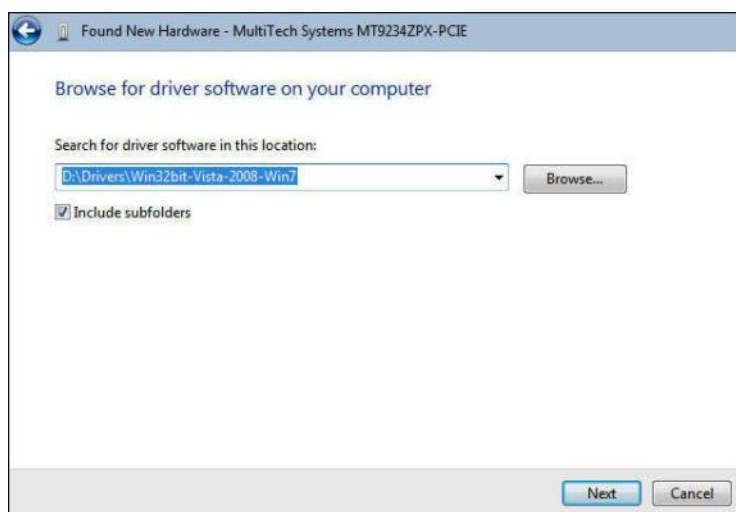 Found New Hardware - MultiTech Systems MT9234ZPX-PCIE
Browse for driver software on your computer
Search for driver software in this location:
D:\Drivers\Win32bit-Vista-2008-Win7
Browse...
Include subfolders
Next
Cancel